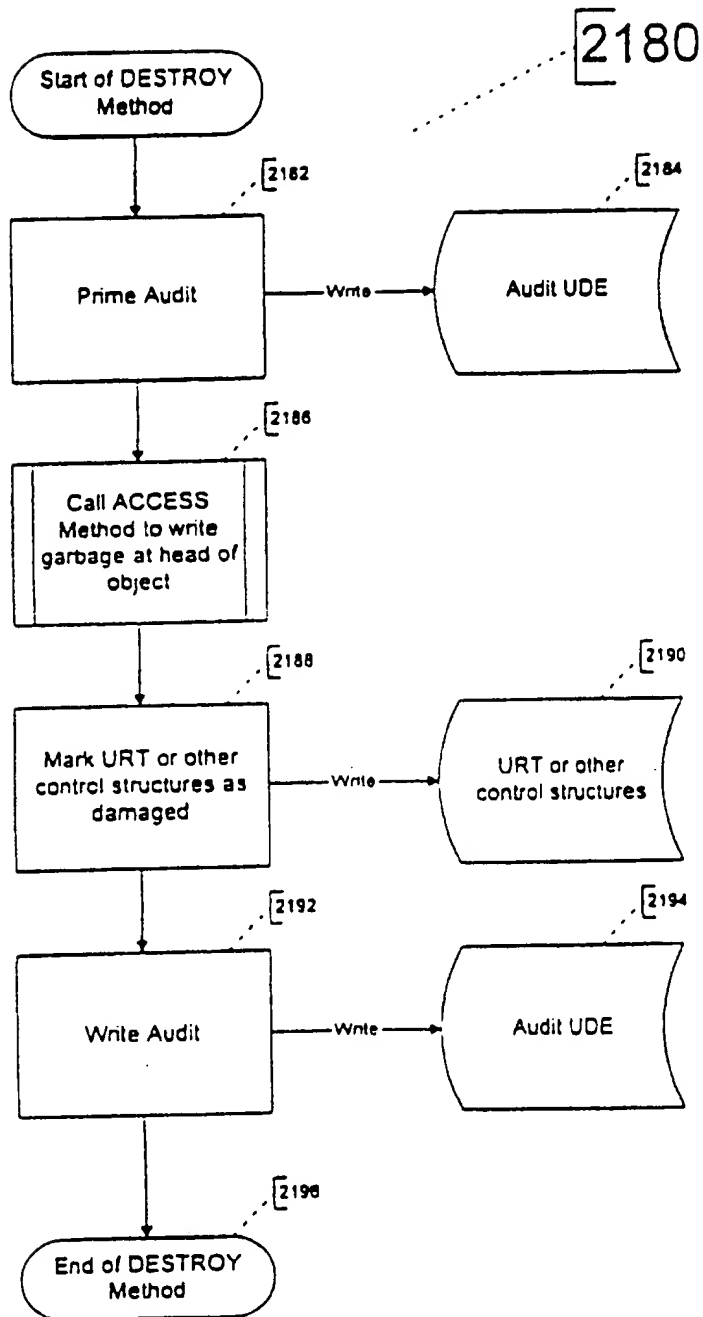 2180
Start of DESTROY
Method
2182
2184
Prime Audit
Write
Audit UDE
2186
Call ACCESS
Method to write
garbage at head of
object
2188
2190
Mark URT or other
control structures as
damaged
Write
URT or other
control structures
2192
2194
Write Audit
Write
Audit UDE
2196
End of DESTROY
Method